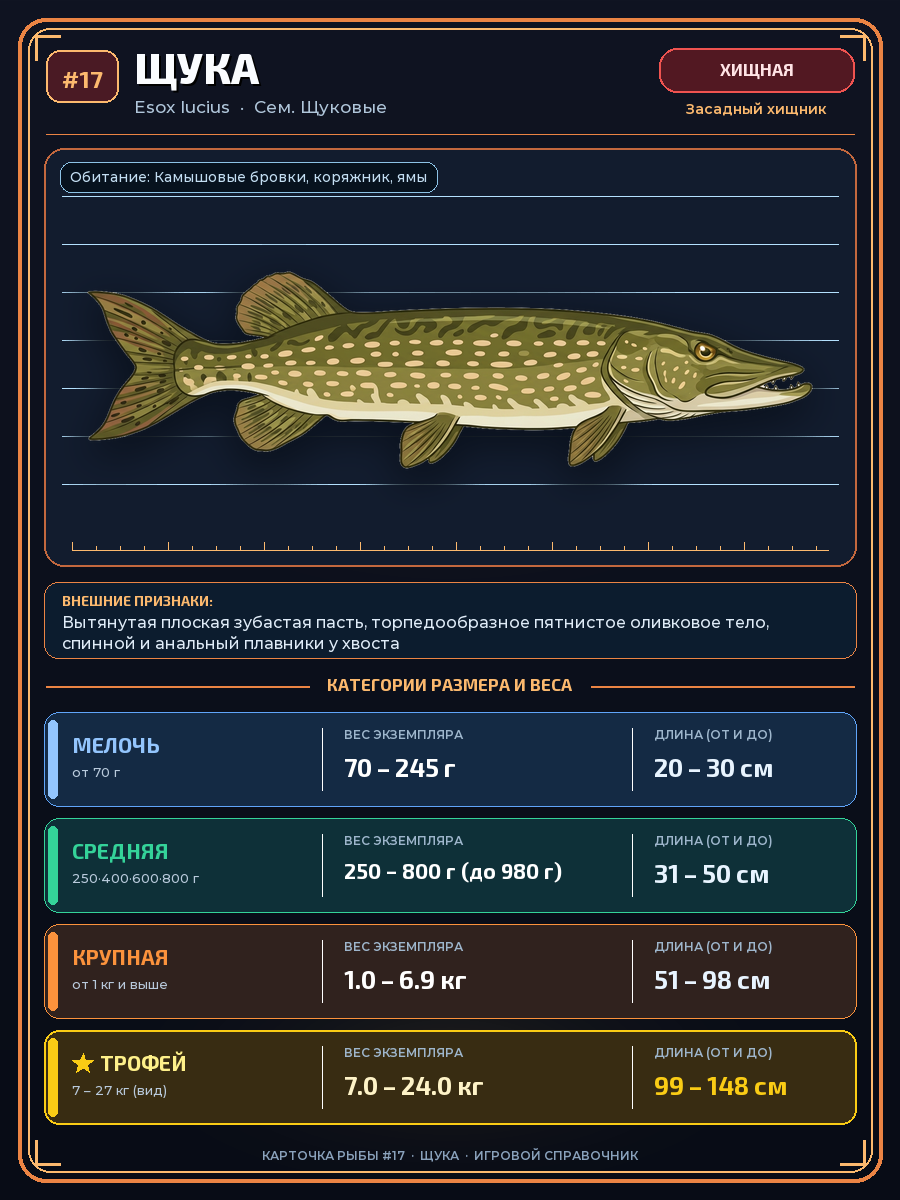 #17
ЩУКА
Esox lucius · Сем. Щуковые
ХИЩНАЯ
Засадный хищник
Обитание: Камышовые бровки, коряжник, ямы
ВНЕШНИЕ ПРИЗНАКИ:
Вытянутая плоская зубастая пасть, торпедообразное пятнистое оливковое тело,
спинной и анальный плавники у хвоста
КАТЕГОРИИ РАЗМЕРА И ВЕСА
МЕЛОЧЬ
от 70 г
ВЕС ЭКЗЕМПЛЯРА
70 – 245 г
ДЛИНА (ОТ И ДО)
20 – 30 см
СРЕДНЯЯ
250·400·600·800 г
ВЕС ЭКЗЕМПЛЯРА
250 – 800 г (до 980 г)
ДЛИНА (ОТ И ДО)
31 – 50 см
КРУПНАЯ
от 1 кг и выше
ВЕС ЭКЗЕМПЛЯРА
1.0 – 6.9 кг
ДЛИНА (ОТ И ДО)
51 – 98 см
★ ТРОФЕЙ
7 – 27 кг (вид)
ВЕС ЭКЗЕМПЛЯРА
7.0 – 24.0 кг
ДЛИНА (ОТ И ДО)
99 – 148 см
КАРТОЧКА РЫБЫ #17 · ЩУКА · ИГРОВОЙ СПРАВОЧНИК